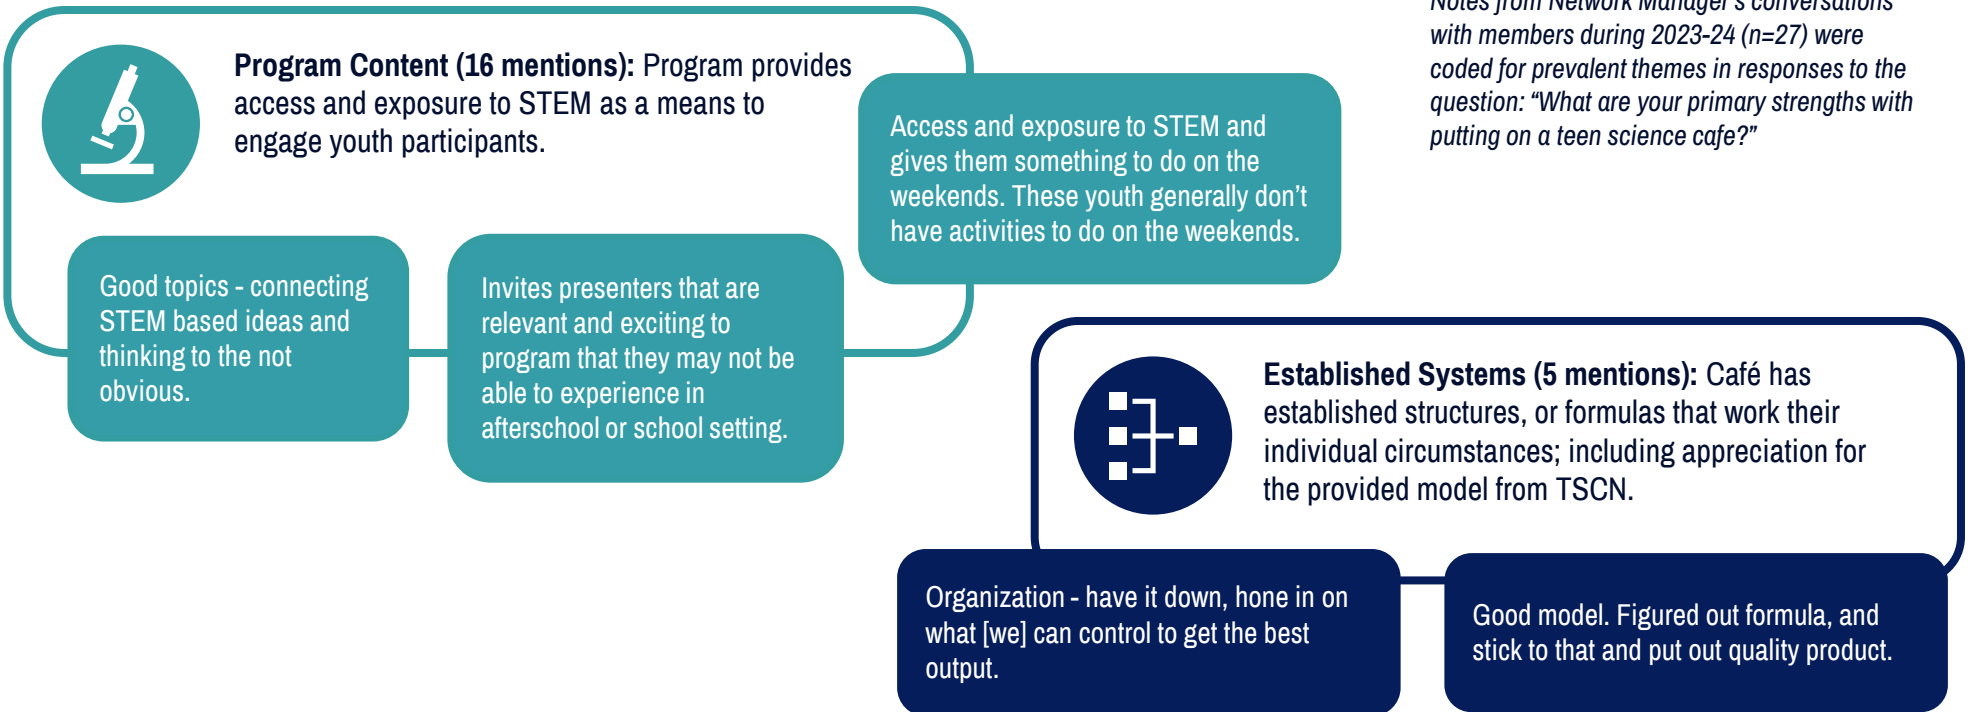 Notes from Network Manager's conversations
with members during 2023-24 (n=27) were
coded for prevalent themes in responses to the
question: “What are your primary strengths with
putting on a teen science cafe?”
Program Content (16 mentions): Program provides
access and exposure to STEM as a means to
engage youth participants.
Access and exposure to STEM and
gives them something to do on the
weekends. These youth generally don’t
have activities to do on the weekends.
Good topics - connecting
STEM based ideas and
thinking to the not
obvious.
Invites presenters that are
relevant and exciting to
program that they may not be
able to experience in
afterschool or school setting.
Established Systems (5 mentions): Café has
established structures, or formulas that work their
individual circumstances; including appreciation for
the provided model from TSCN.
Organization - have it down, hone in on
what [we] can control to get the best
output.
Good model. Figured out formula, and
stick to that and put out quality product.